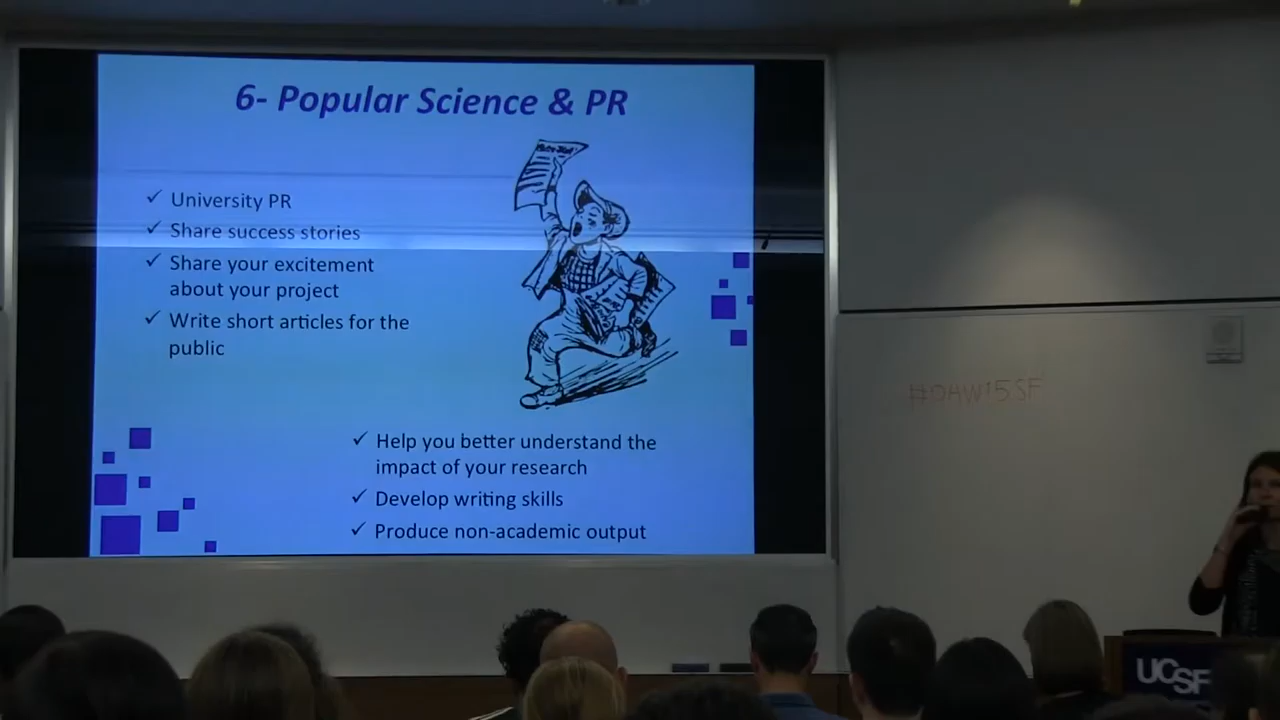 6- Popular Science & PR
✓ University PR
✓ Share success stories
✓ Share your excitement
about your project
✓ Write short articles for the
public
✓ Help you better understand the
impact of your research
✓ Develop writing skills
✓ Produce non-academic output
#OAW15SF
UCSF